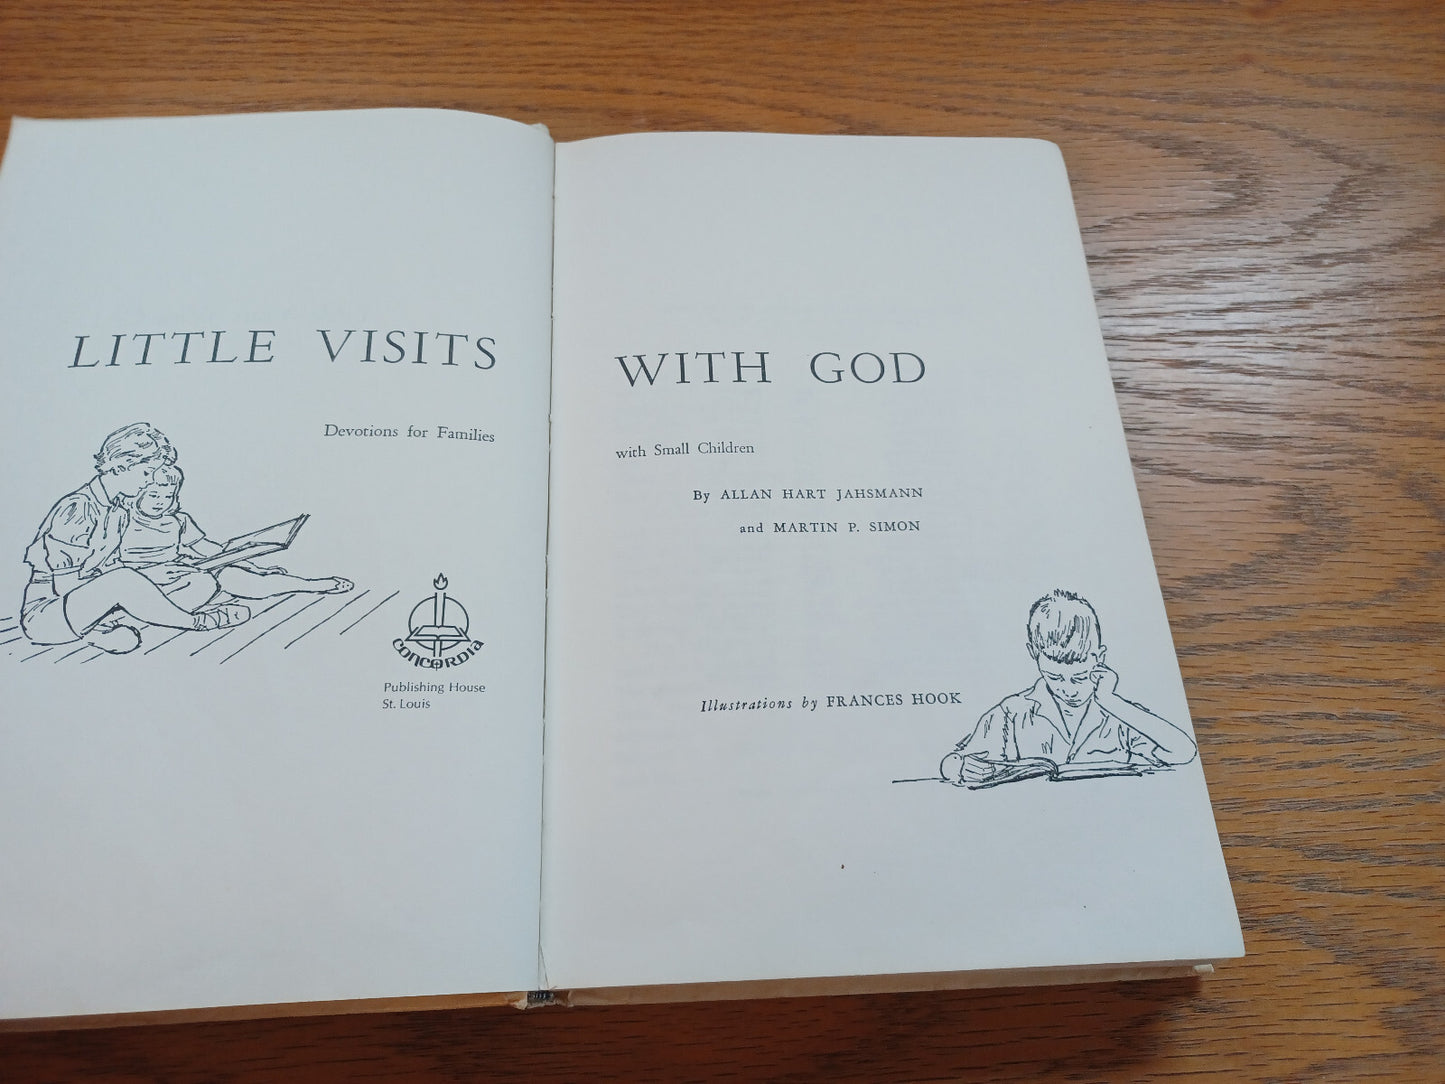 LITTLE VISITS WITH GOD
Devotions for Families with Small Children
By ALLAN HART JAHSMANN
and MARTIN P. SIMON
CONCORDIA
Publishing House
St. Louis
Illustrations by FRANCES HOOK